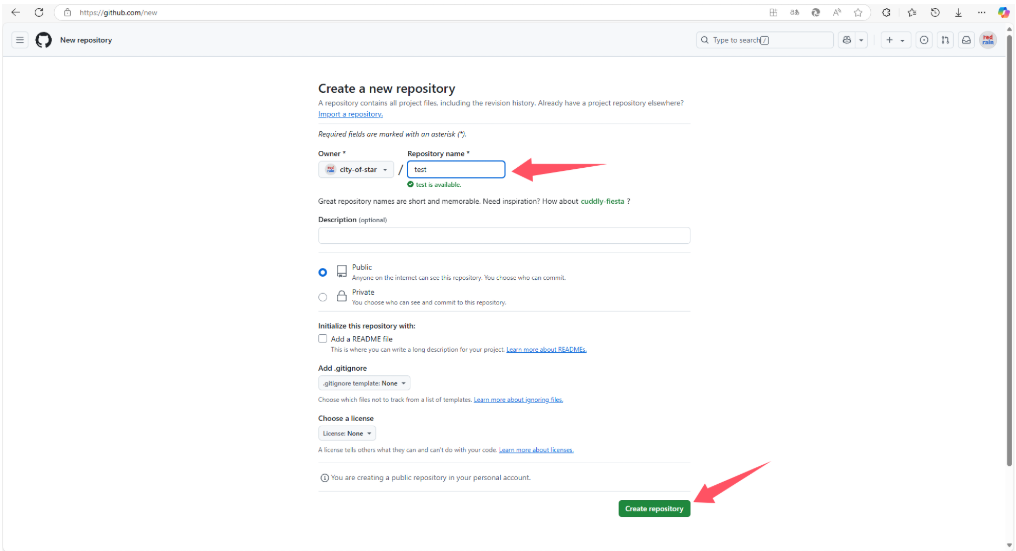 https://github.com/new
New repository
Type to search /
Create a new repository
A repository contains all project files, including the revision history. Already have a project repository elsewhere?
Import a repository.
Required fields are marked with an asterisk (*).
Owner * Repository name *
city-of-star / test
test is available.
Great repository names are short and memorable. Need inspiration? How about cuddly-fiesta ?
Description (optional)
Public
Anyone on the internet can see this repository. You choose who can commit.
Private
You choose who can see and commit to this repository.
Initialize this repository with:
Add a README file
This is where you can write a long description for your project. Learn more about READMEs.
Add .gitignore
.gitignore template: None
Choose which files not to track from a list of templates. Learn more about ignoring files.
Choose a license
License: None
A license tells others what they can and can't do with your code. Learn more about licenses.
You are creating a public repository in your personal account.
Create repository